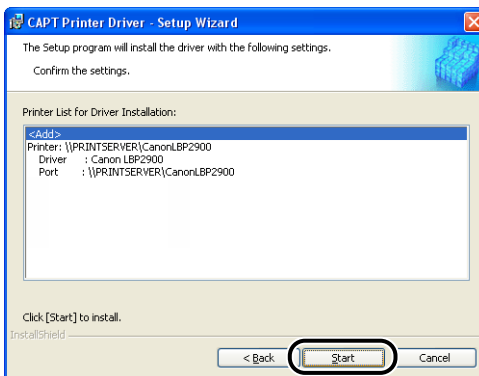 CAPT Printer Driver - Setup Wizard
The Setup program will install the driver with the following settings.
Confirm the settings.
Printer List for Driver Installation:
<Add>
Printer: \\PRINTSERVER\CanonLBP2900
Driver : Canon LBP2900
Port : \\PRINTSERVER\CanonLBP2900
Click [Start] to install.
InstallShield
< Back Start Cancel